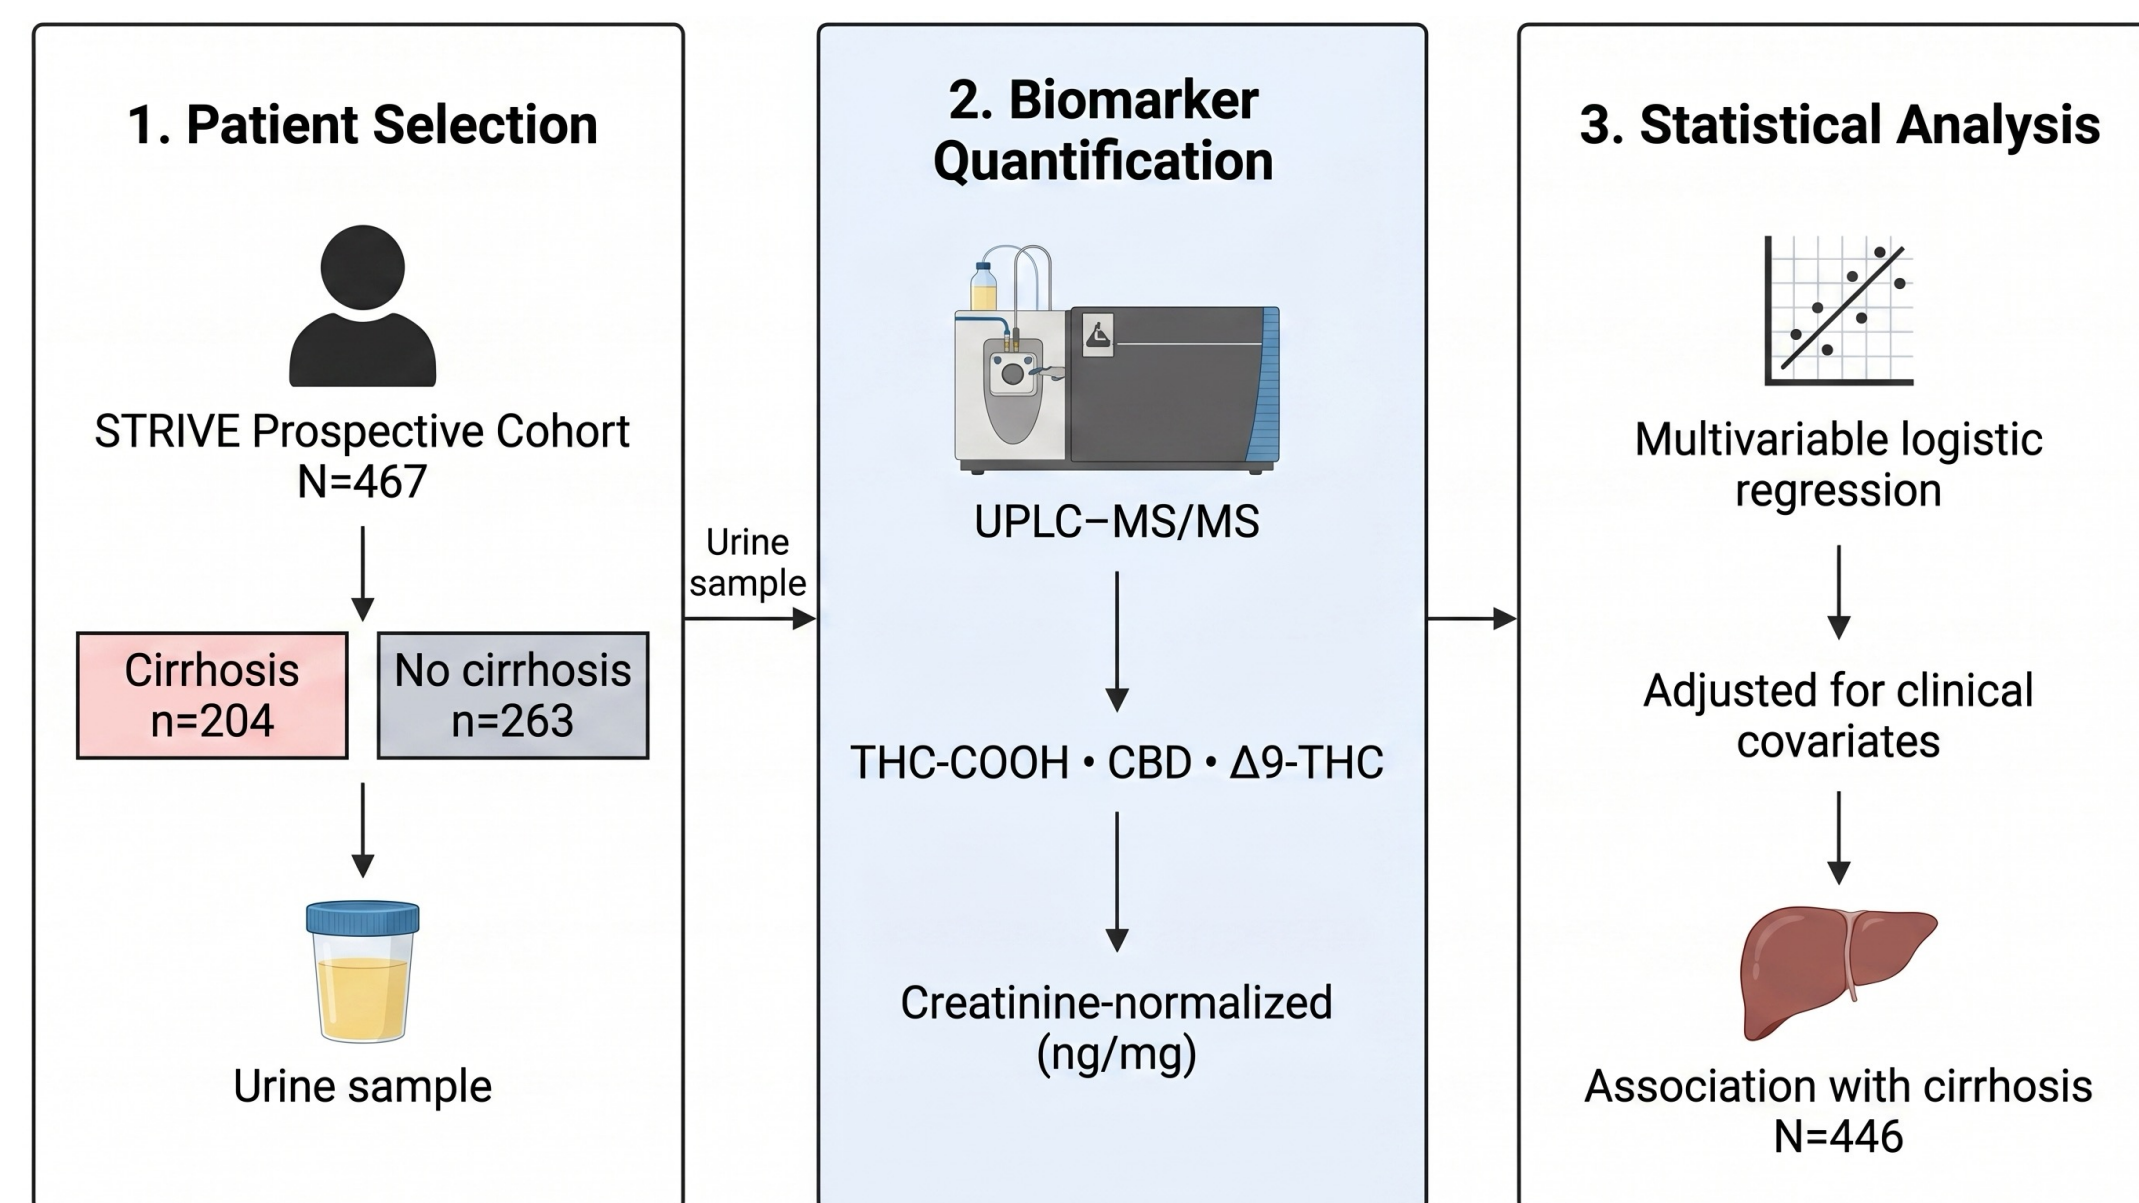 1. Patient Selection
STRIVE Prospective Cohort
N=467
Cirrhosis
n=204
No cirrhosis
n=263
Urine sample
Urine
sample
2. Biomarker
Quantification
UPLC–MS/MS
THC-COOH • CBD • Δ9-THC
Creatinine-normalized
(ng/mg)
3. Statistical Analysis
Multivariable logistic
regression
Adjusted for clinical
covariates
Association with cirrhosis
N=446